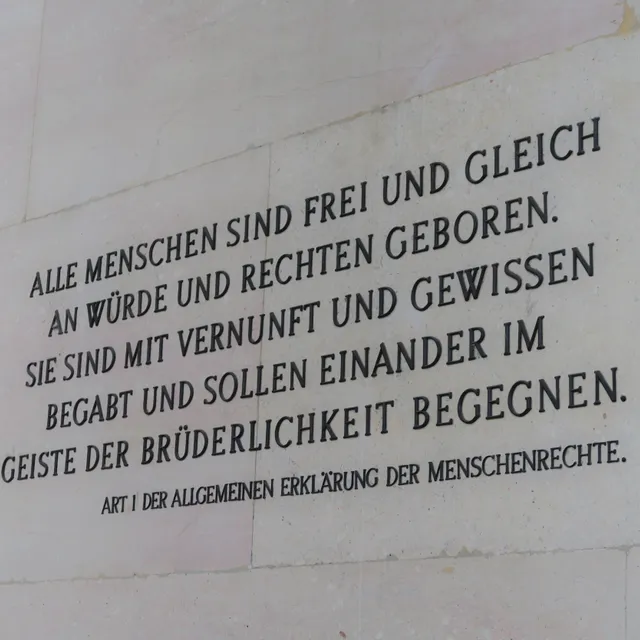 ALLE MENSCHEN SIND FREI UND GLEICH
AN WÜRDE UND RECHTEN GEBOREN.
SIE SIND MIT VERNUNFT UND GEWISSEN
BEGABT UND SOLLEN EINANDER IM
GEISTE DER BRÜDERLICHKEIT BEGEGNEN.
ART I DER ALLGEMEINEN ERKLÄRUNG DER MENSCHENRECHTE.